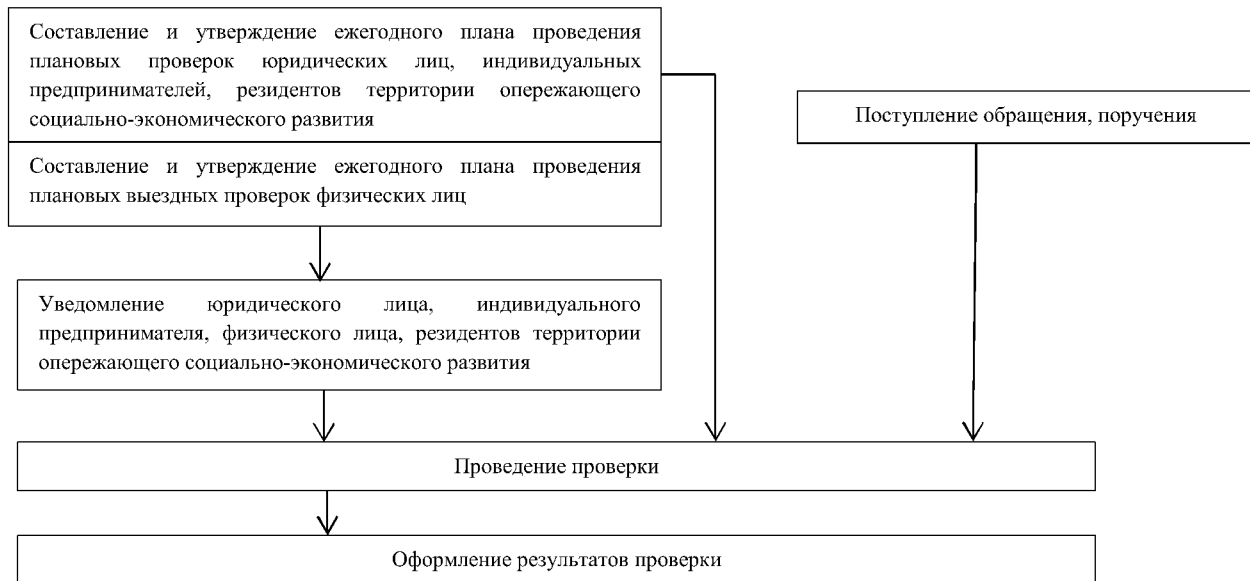 Составление и утверждение ежегодного плана проведения
плановых проверок юридических лиц, индивидуальных
предпринимателей, резидентов территории опережающего
социально-экономического развития
Составление и утверждение ежегодного плана проведения
плановых выездных проверок физических лиц
Поступление обращения, поручения
Уведомление юридического лица, индивидуального
предпринимателя, физического лица, резидентов территории
опережающего социально-экономического развития
Проведение проверки
Оформление результатов проверки